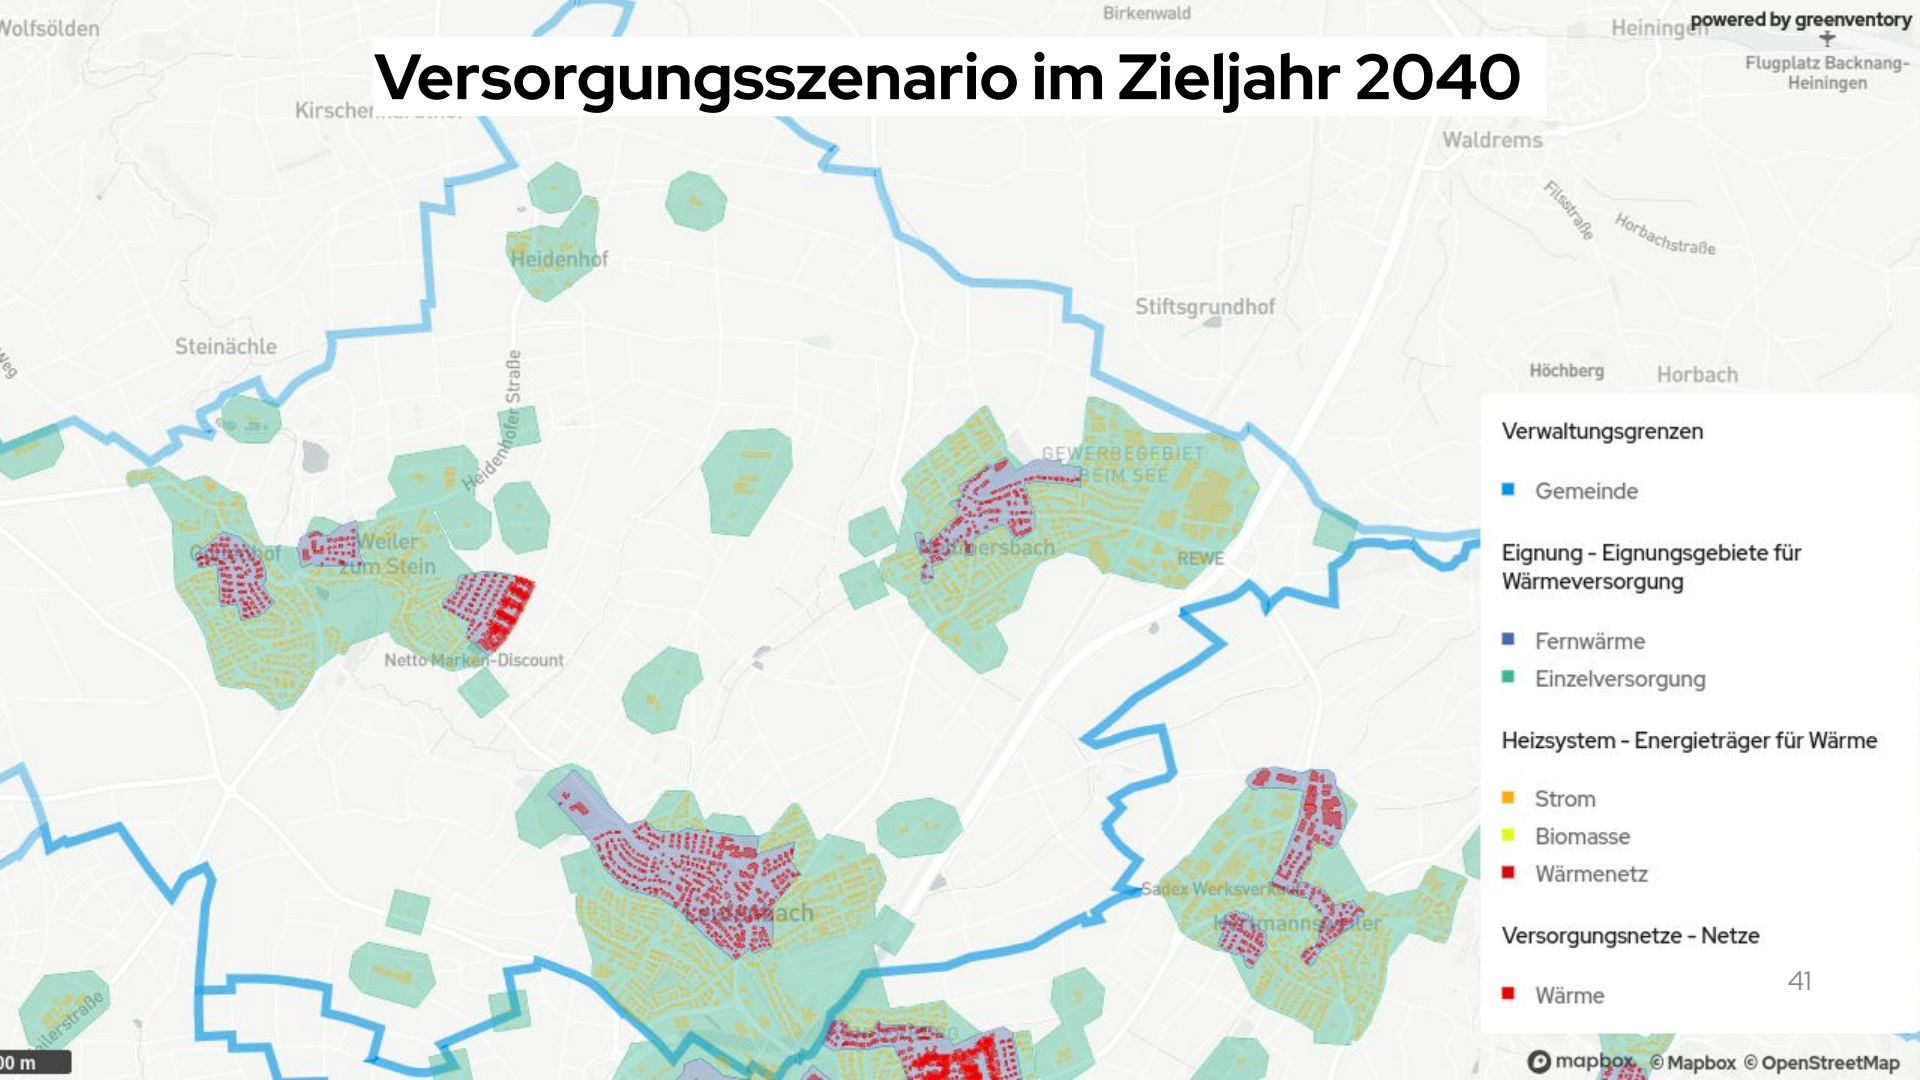 Wolfsölden
Birkenwald
Heiningen
powered by greenventory
Flugplatz Backnang-
Heiningen
Versorgungsszenario im Zieljahr 2040
Waldrems
Filsstraße
Horbachstraße
Heidenhof
Stiftsgrundhof
Steinächle
Weg
Höchberg
Horbach
Heidenhofer Straße
GEWERBEGEBIET
BEIM SEE
Weiler
zum Stein
REWE
Netto Marken-Discount
Sadex Werksverkauf
Verwaltungsgrenzen
Gemeinde
Eignung - Eignungsgebiete für
Wärmeversorgung
Fernwärme
Einzelversorgung
Heizsystem - Energieträger für Wärme
Strom
Biomasse
Wärmenetz
Versorgungsnetze - Netze
41
Wärme
eilerstraße
00 m
mapbox
© Mapbox © OpenStreetMap